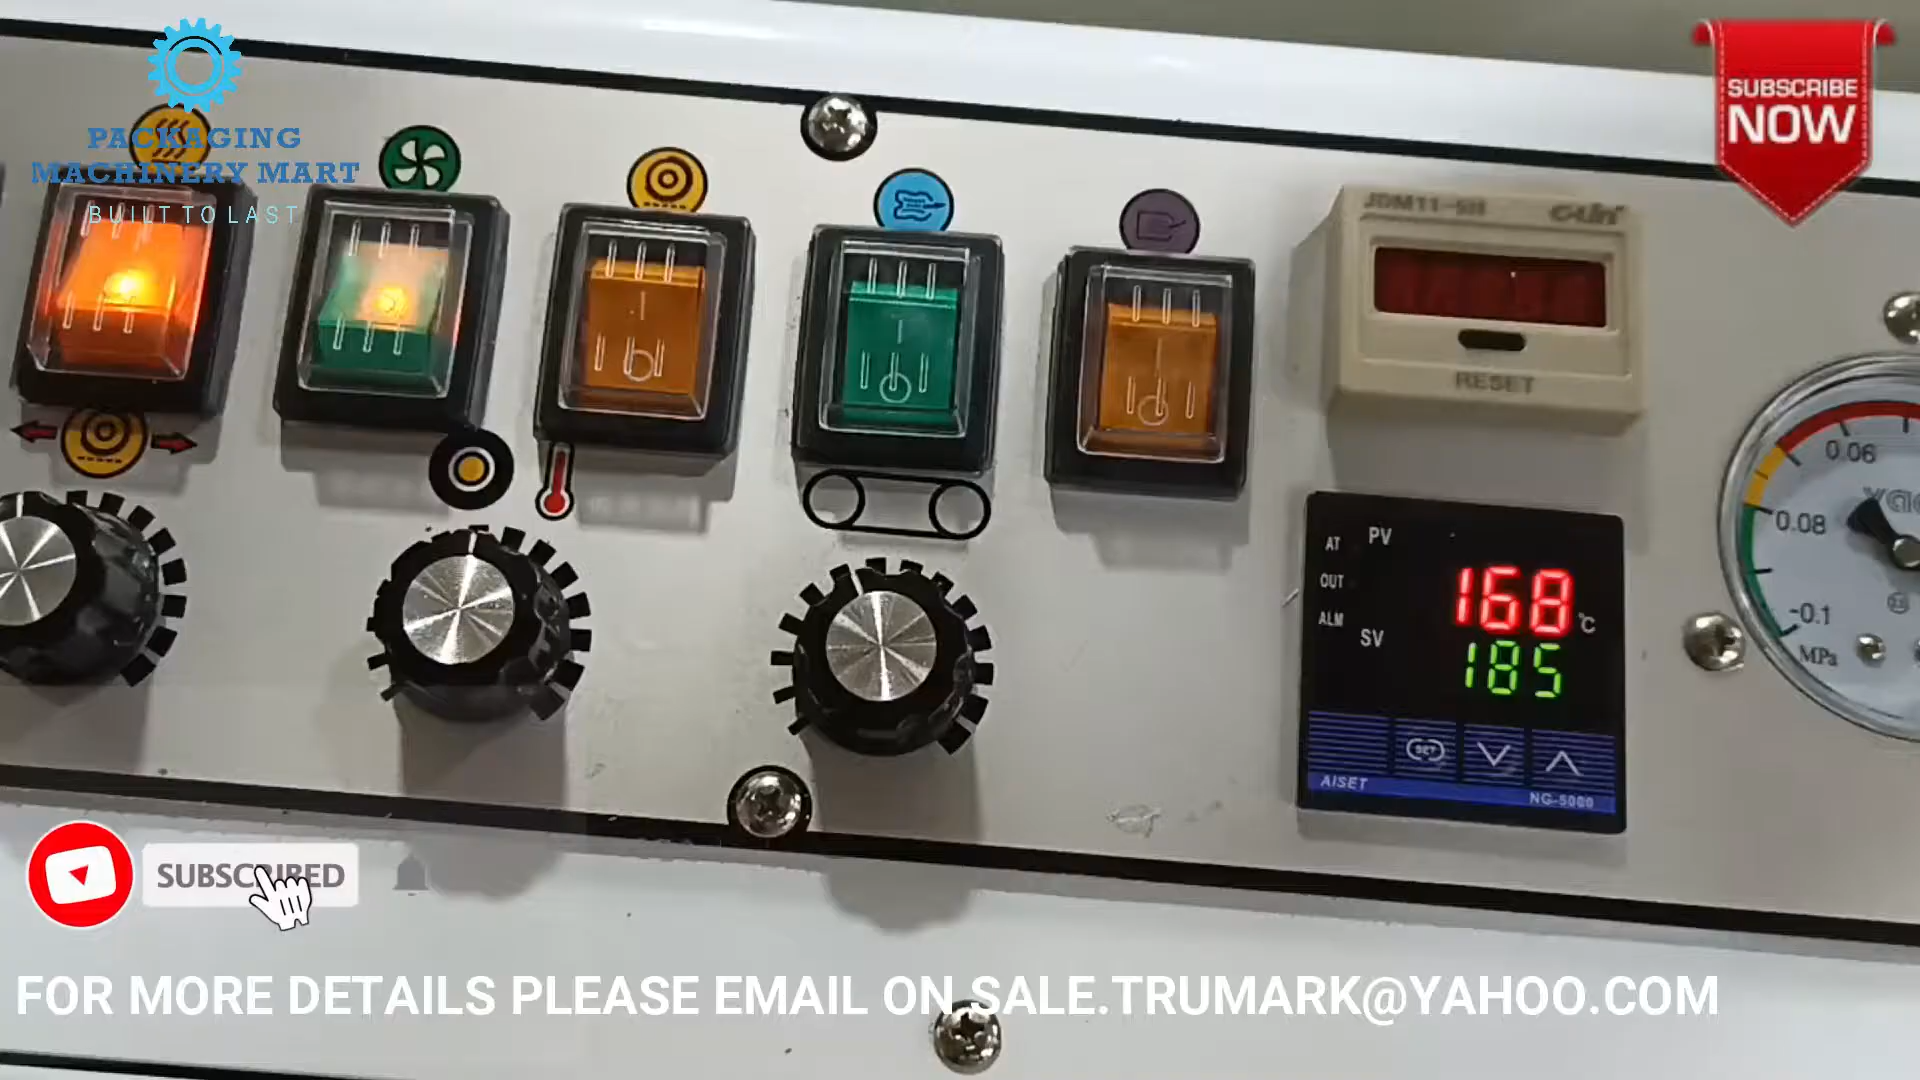 PACKAGING
MACHINERY MART
BUILT TO LAST
SUBSCRIBE
NOW
JDM11-5H
RESET
0.06
0.08
-0.1
MPa
AT
PV
OUT
ALM
SV
168
°C
185
SET
AISET
NG-5000
SUBSCRIBED
FOR MORE DETAILS PLEASE EMAIL ON SALE.TRUMARK@YAHOO.COM